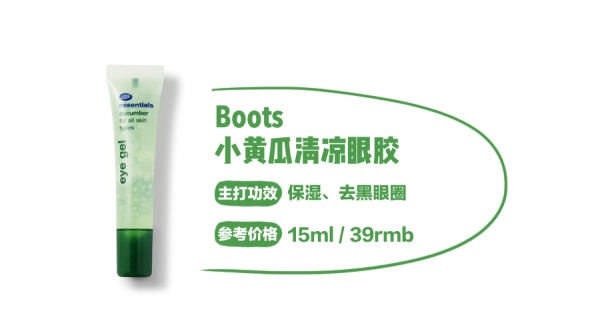 Boots
essentials
cucumber
for all skin
types
eye gel
Boots
小黄瓜清凉眼胶
主打功效 保湿、去黑眼圈
参考价格 15ml / 39rmb